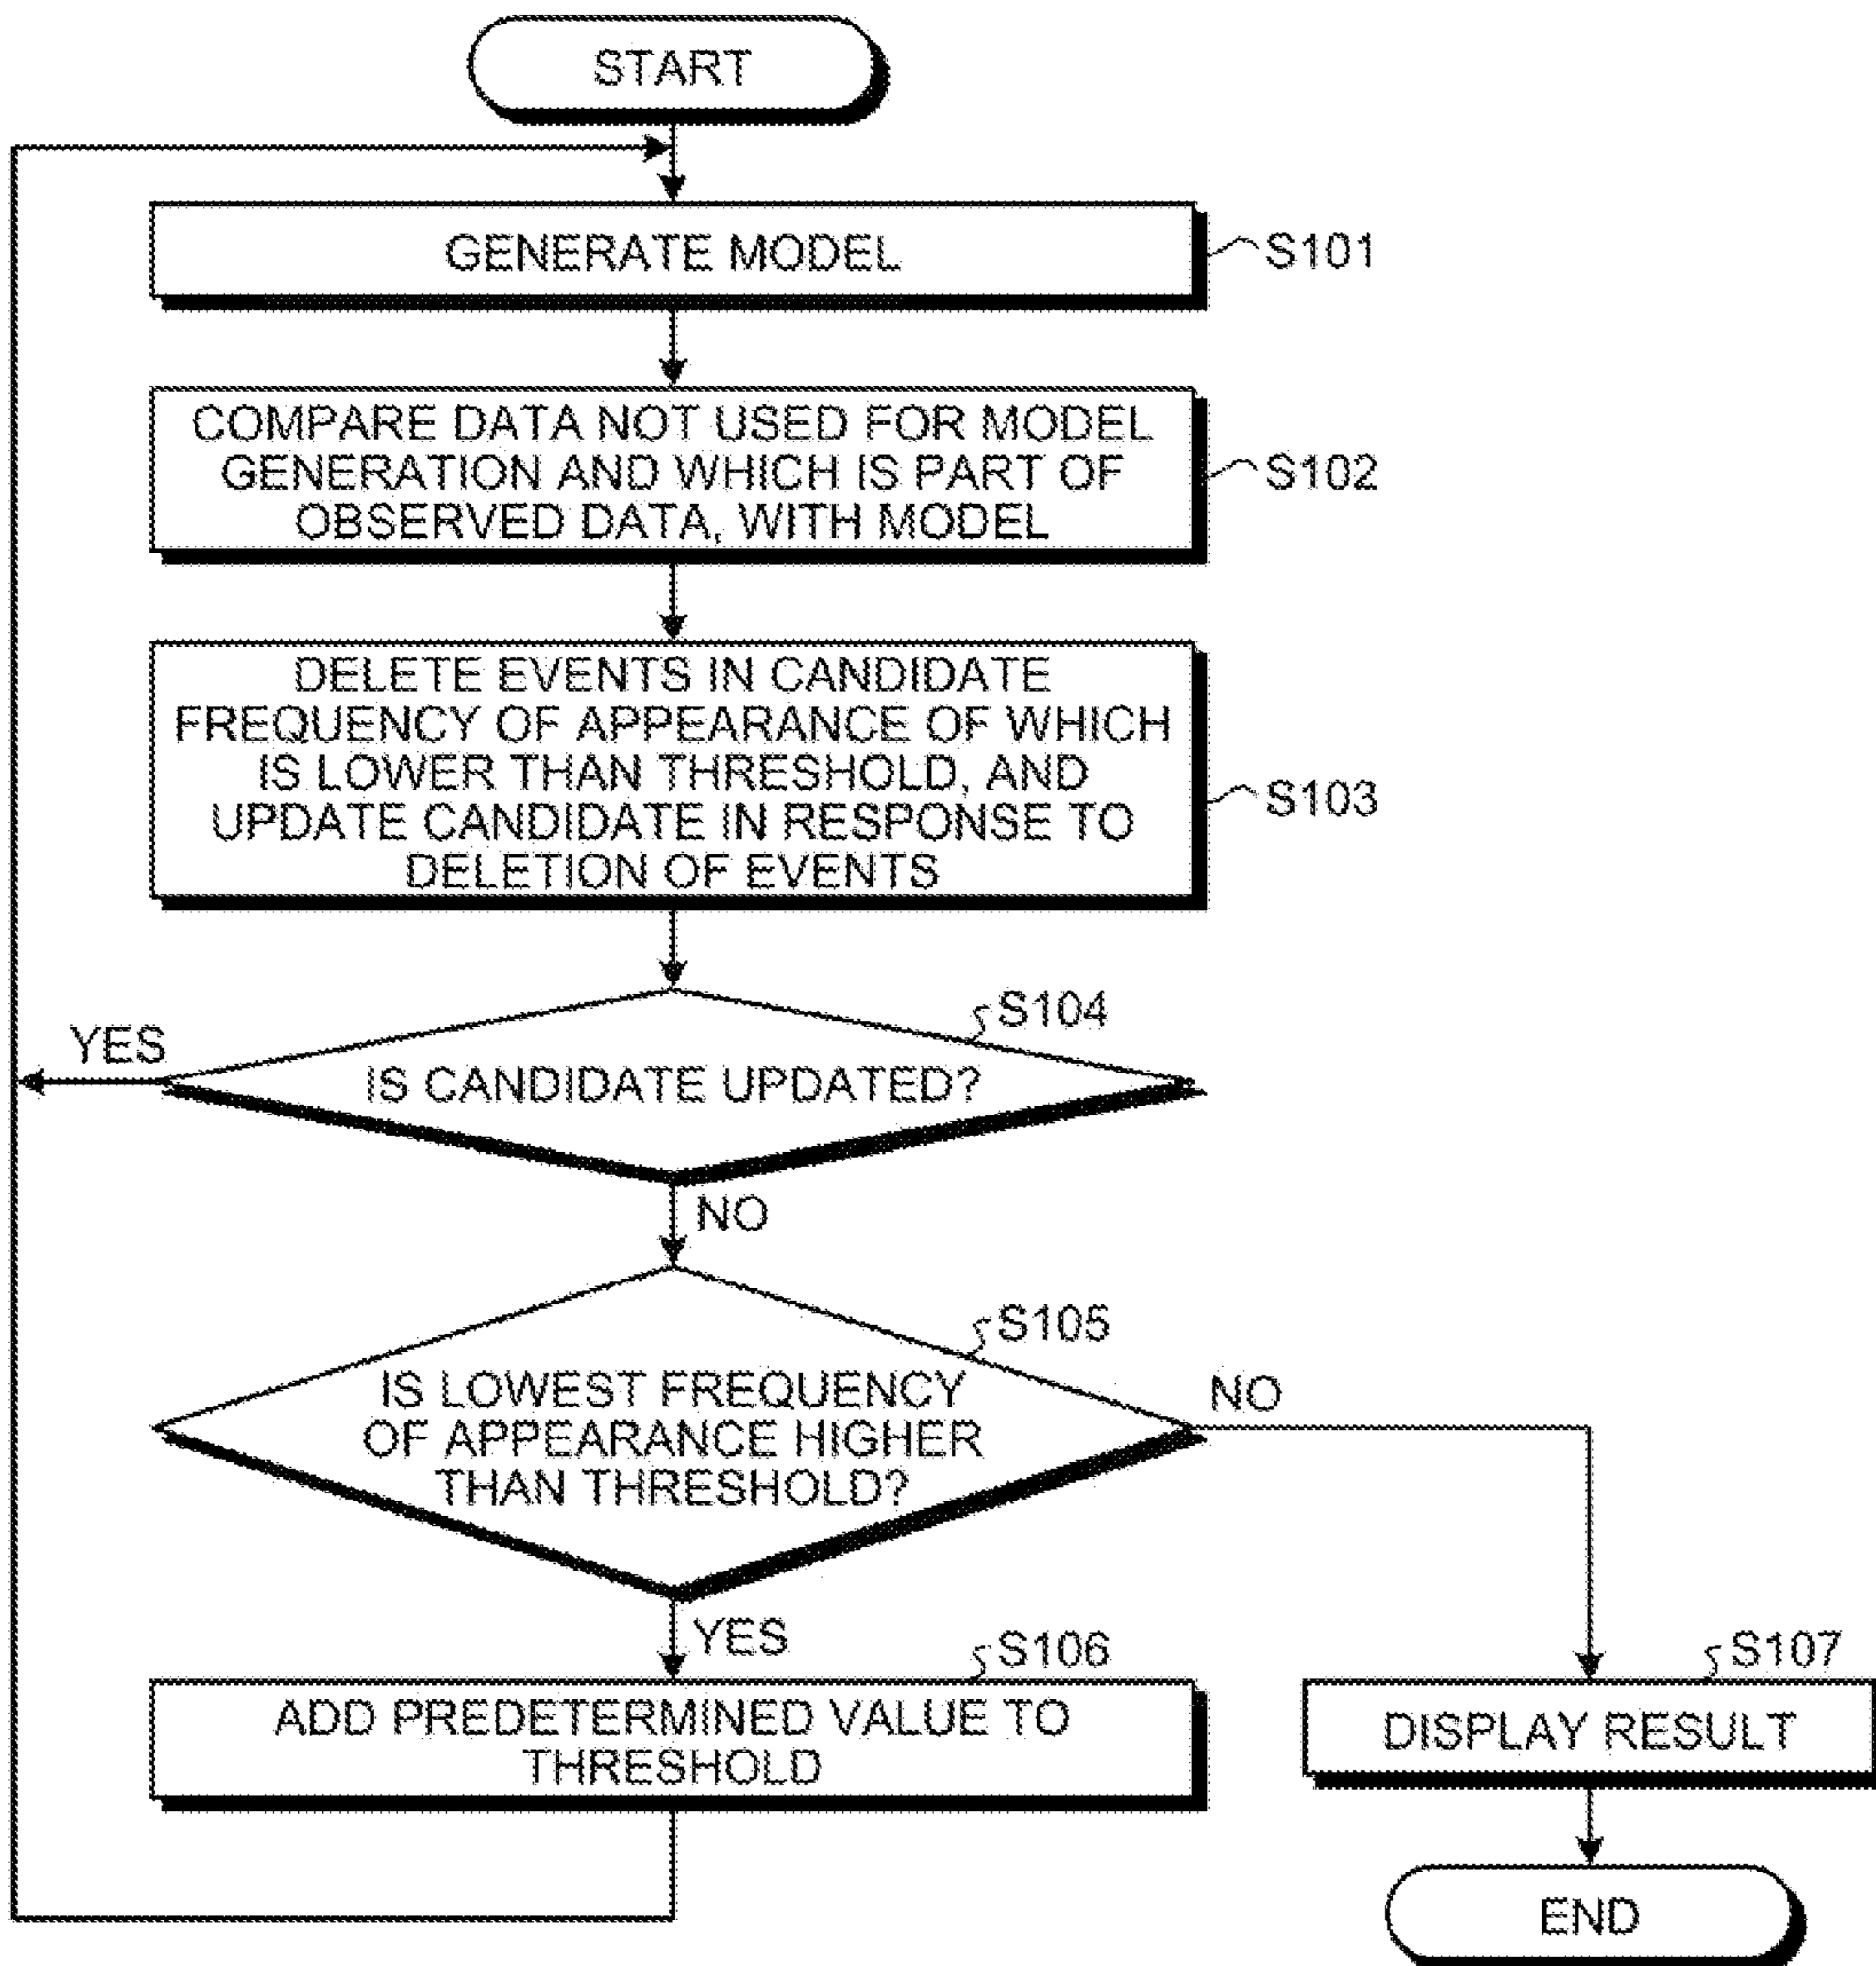 START
GENERATE MODEL
S101
COMPARE DATA NOT USED FOR MODEL
GENERATION AND WHICH IS PART OF
OBSERVED DATA, WITH MODEL
S102
DELETE EVENTS IN CANDIDATE
FREQUENCY OF APPEARANCE OF WHICH
IS LOWER THAN THRESHOLD, AND
UPDATE CANDIDATE IN RESPONSE TO
DELETION OF EVENTS
S103
S104
YES
IS CANDIDATE UPDATED?
NO
S105
IS LOWEST FREQUENCY
OF APPEARANCE HIGHER
THAN THRESHOLD?
NO
YES
S106
ADD PREDETERMINED VALUE TO
THRESHOLD
S107
DISPLAY RESULT
END